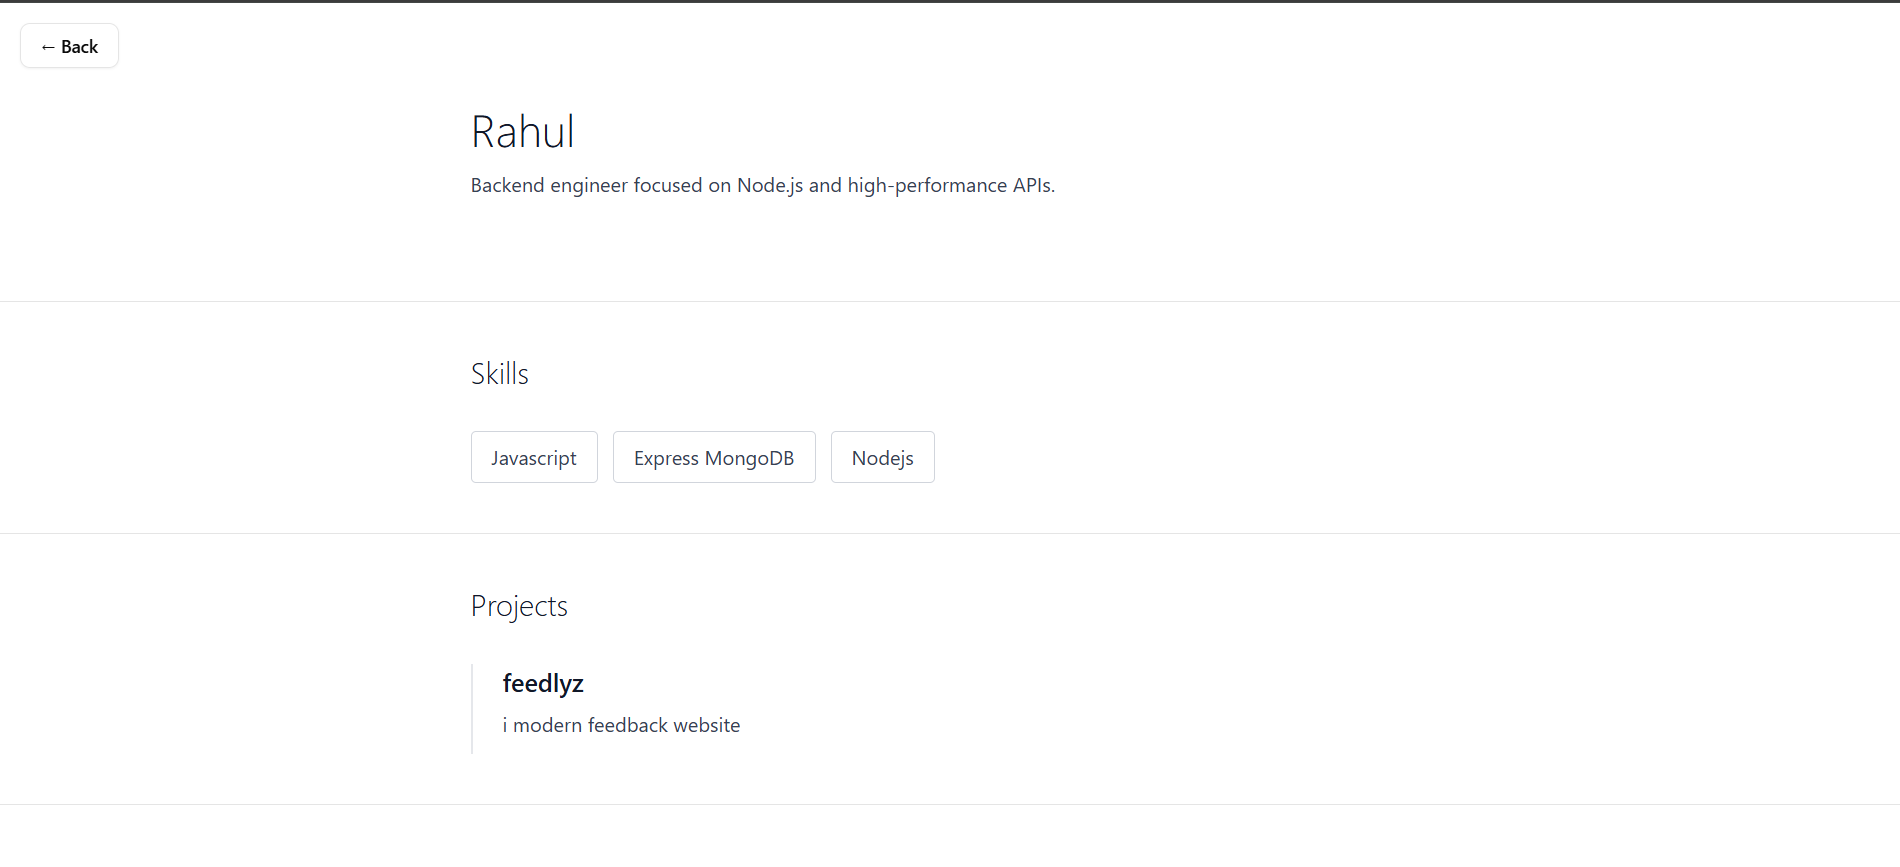 ← Back
Rahul
Backend engineer focused on Node.js and high-performance APIs.
Skills
Javascript Express MongoDB Nodejs
Projects
feedlyz
i modern feedback website